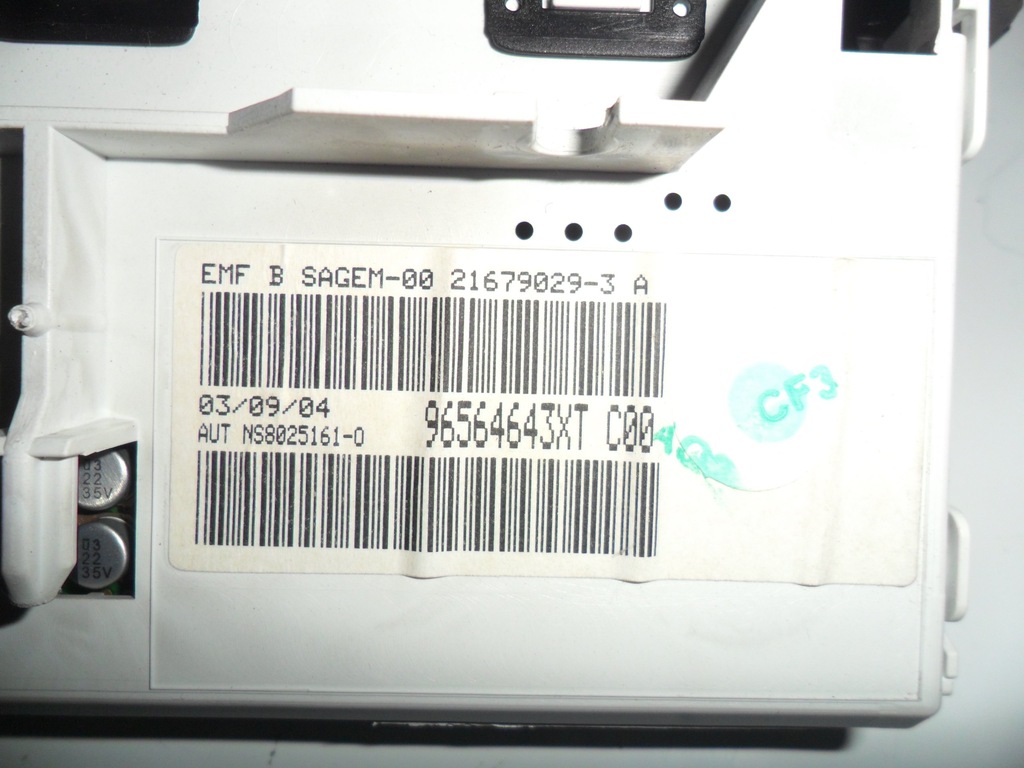 EMF B SAGEM-00 21679029-3 A
03/09/04
96564643XT C00
AUT NS8025161-0
CF3
03
22
35V
03
22
35V